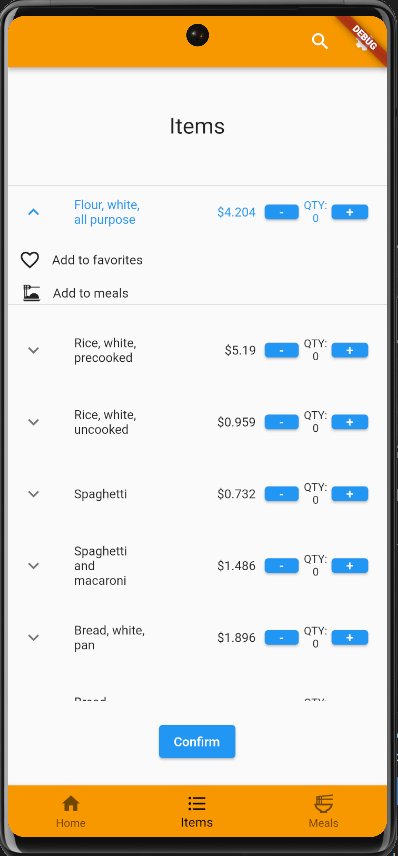 DEBUG
Items
Flour, white,
all purpose
$4.204
-
QTY:
0
+
Add to favorites
Add to meals
Rice, white,
precooked
$5.19
-
QTY:
0
+
Rice, white,
uncooked
$0.959
-
QTY:
0
+
Spaghetti
$0.732
-
QTY:
0
+
Spaghetti
and
macaroni
$1.486
-
QTY:
0
+
Bread, white,
pan
$1.896
-
QTY:
0
+
Bread
QTY:
Confirm
Home
Items
Meals